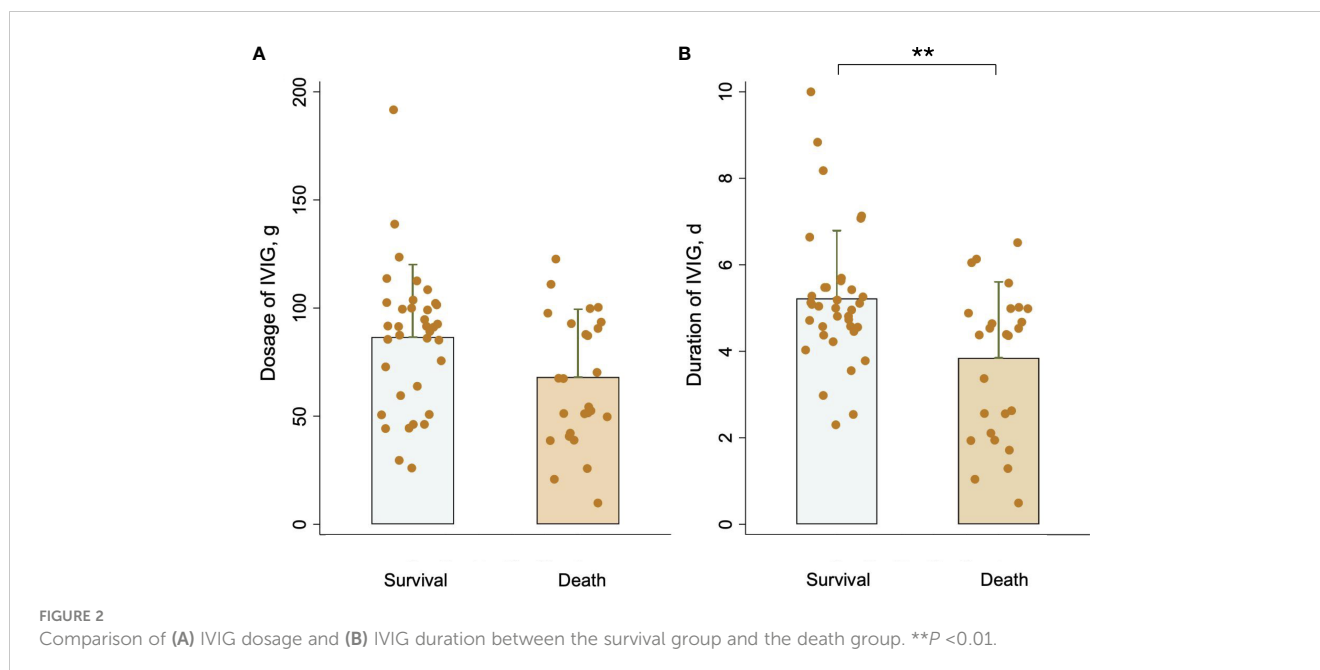 A
Dosage of IVIG, g
200
150
100
50
0
Survival
Death
B
**
Duration of IVIG, d
10
8
6
4
2
0
Survival
Death
FIGURE 2
Comparison of (A) IVIG dosage and (B) IVIG duration between the survival group and the death group. **P <0.01.